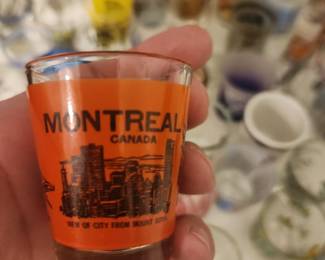 MONTREAL
CANADA
VIEW OF CITY FROM MOUNT ROYAL